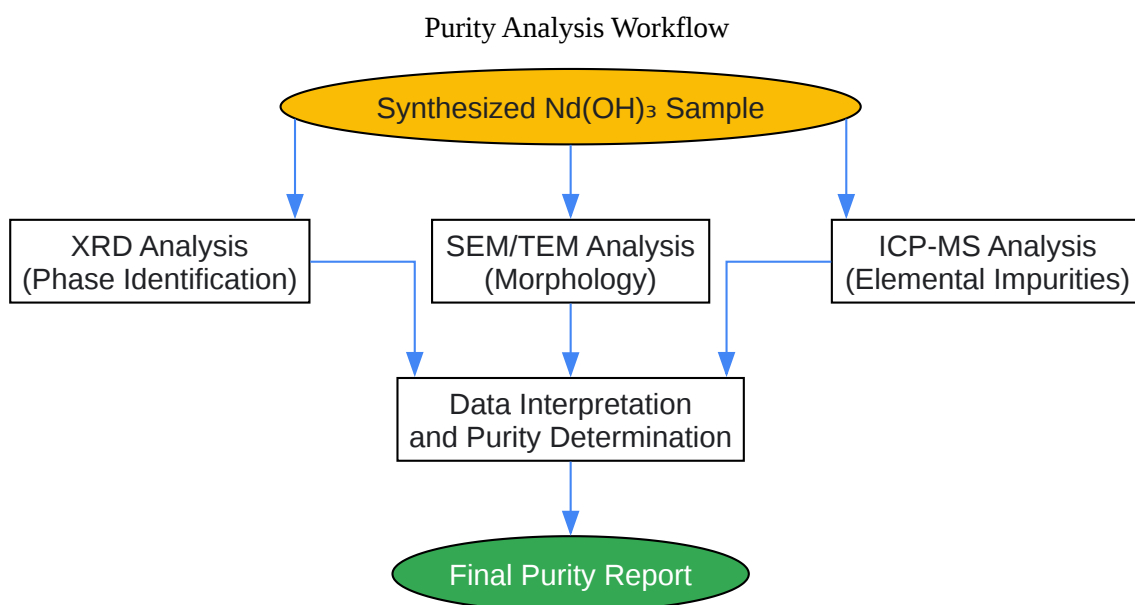 Purity Analysis Workflow
Synthesized Nd(OH)₃ Sample
XRD Analysis
(Phase Identification)
SEM/TEM Analysis
(Morphology)
ICP-MS Analysis
(Elemental Impurities)
Data Interpretation
and Purity Determination
Final Purity Report